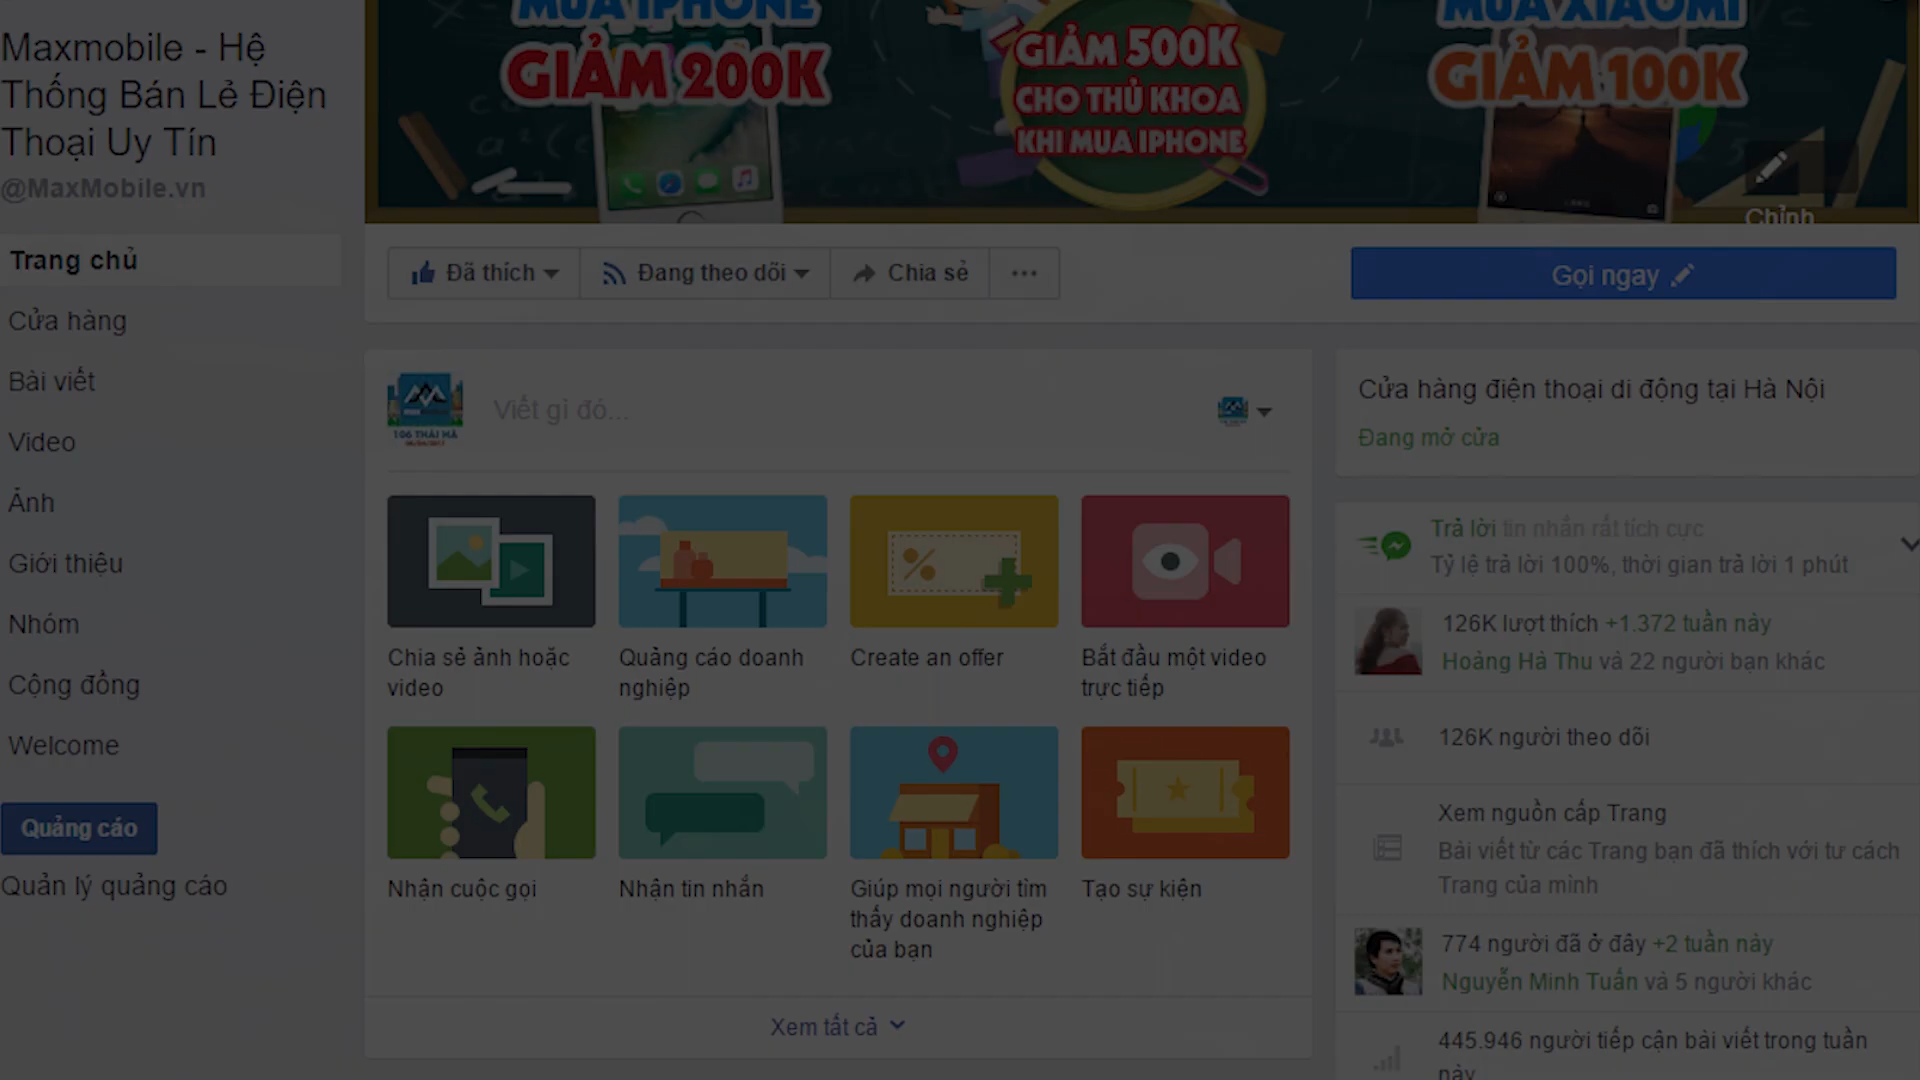 Maxmobile - Hệ
Thống Bán Lẻ Điện
Thoại Uy Tín
@MaxMobile.vn
Trang chủ
Cửa hàng
Bài viết
Video
Ảnh
Giới thiệu
Nhóm
Cộng đồng
Welcome
Quảng cáo
Quản lý quảng cáo
MUA IPHONE
GIẢM 200K
GIẢM 500K
CHO THỦ KHOA
KHI MUA IPHONE
MUA XIAOMI
GIẢM 100K
Chỉnh
Đã thích
Đang theo dõi
Chia sẻ
Gọi ngay
106 THÁI HÀ
Viết gì đó...
Chia sẻ ảnh hoặc
video
Quảng cáo doanh
nghiệp
Create an offer
Bắt đầu một video
trực tiếp
Nhận cuộc gọi
Nhận tin nhắn
Giúp mọi người tìm
thấy doanh nghiệp
của bạn
Tạo sự kiện
Xem tất cả
Cửa hàng điện thoại di động tại Hà Nội
Đang mở cửa
Trả lời tin nhắn rất tích cực
Tỷ lệ trả lời 100%, thời gian trả lời 1 phút
126K lượt thích +1.372 tuần này
Hoàng Hà Thu và 22 người bạn khác
126K người theo dõi
Xem nguồn cấp Trang
Bài viết từ các Trang bạn đã thích với tư cách
Trang của mình
774 người đã ở đây +2 tuần này
Nguyễn Minh Tuấn và 5 người khác
445.946 người tiếp cận bài viết trong tuần
này